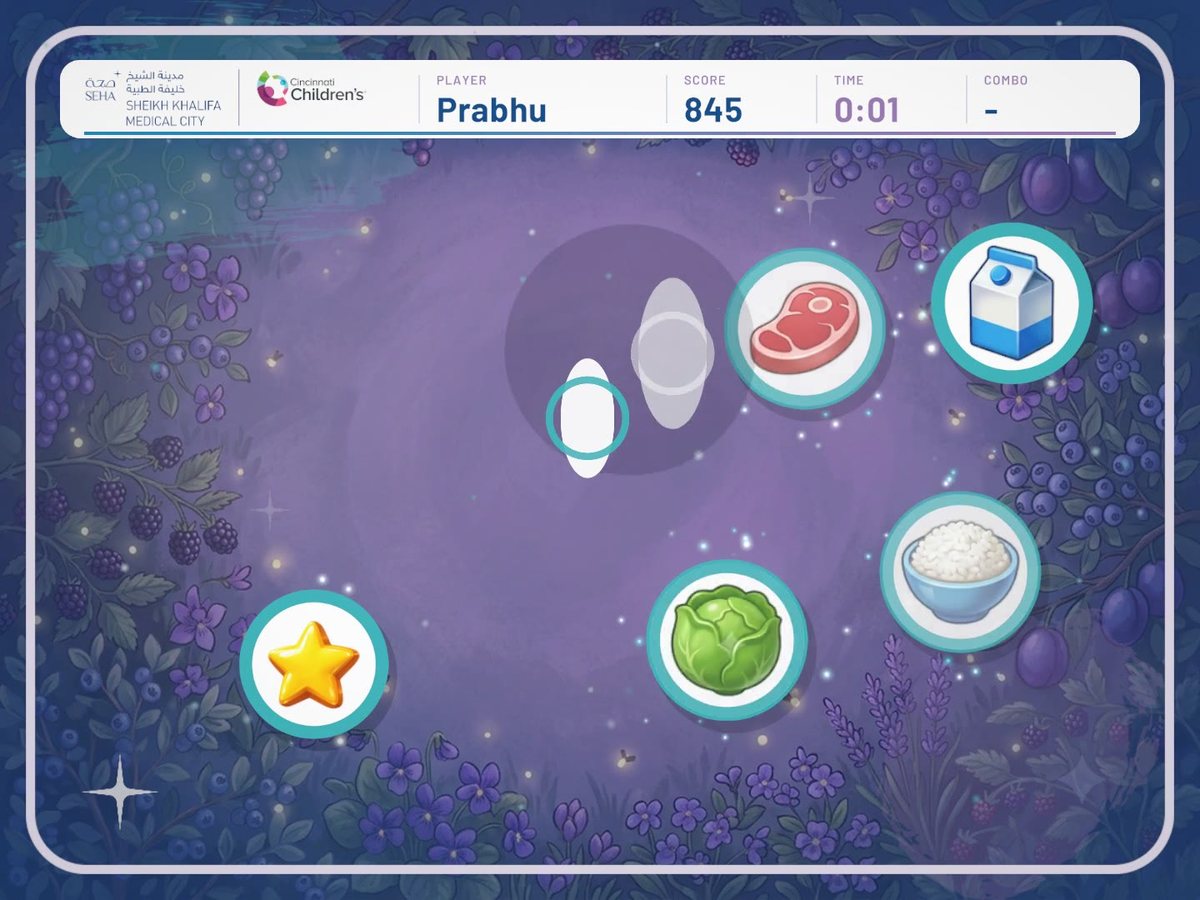 صحة
SEHA
مدينة الشيخ
خليفة الطبية
SHEIKH KHALIFA
MEDICAL CITY
Cincinnati
Children's
PLAYER
Prabhu
SCORE
845
TIME
0:01
COMBO
-